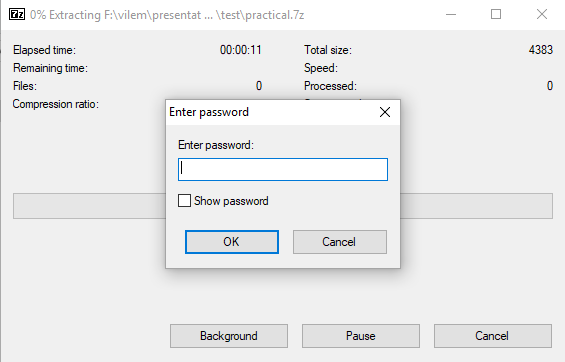 7z 0% Extracting F:\vilem\presentat ... \test\practical.7z
Elapsed time: 00:00:11 Total size: 4383
Remaining time: Speed:
Files: 0 Processed: 0
Compression ratio:
Enter password
Enter password:
Show password
OK Cancel
Background Pause Cancel